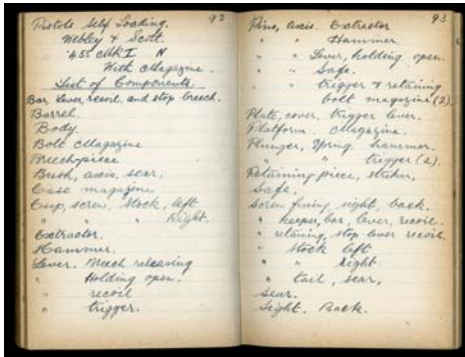 92
Pistols Self Loading.
Webley & Scott.
.455 MK I N
With Magazine.
List of Components
Bar, Lever, recoil, and stop breech.
Barrel.
Body.
Bolt Magazine
Breech-piece
Bush, axis, sear,
Case magazine
Cup, screw, stock, left
" " " Right.
Extractor.
Hammer.
Lever. Breech releasing
" Holding open.
" recoil
" trigger.
93
Pins, axis. Extractor
" " Hammer.
" " Lever, holding open.
" " Safe.
" " trigger & retaining
bolt magazine (2).
Plate, cover, trigger lever.
Platform. Magazine.
Plunger, spring. hammer.
" " trigger (2).
Retaining piece, striker,
Safe.
Screw fixing sight, back.
" keeper, bar, lever, recoil.
" retaining, stop lever recoil.
" stock left
" " Right
" tail, sear,
Sear.
Sight. Back.